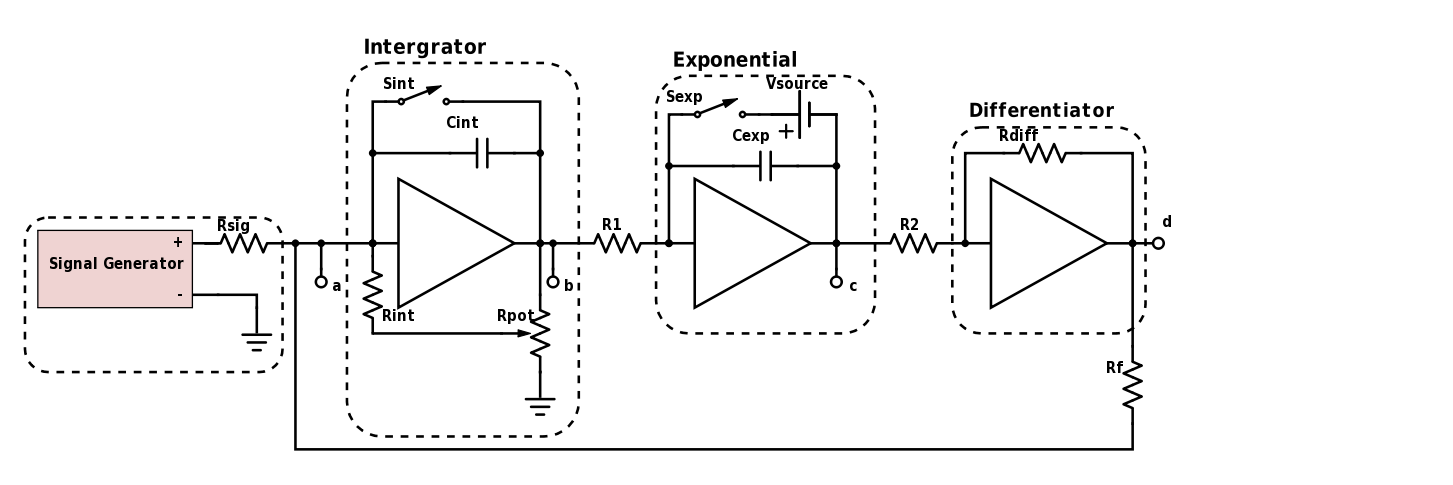 Intergrator
Exponential
Differentiator
Sint
Vsource
Sexp
Cint
Cexp
+
Rdiff
Rsig
R1
R2
d
+
Signal Generator
-
a
b
c
Rint
Rpot
Rf